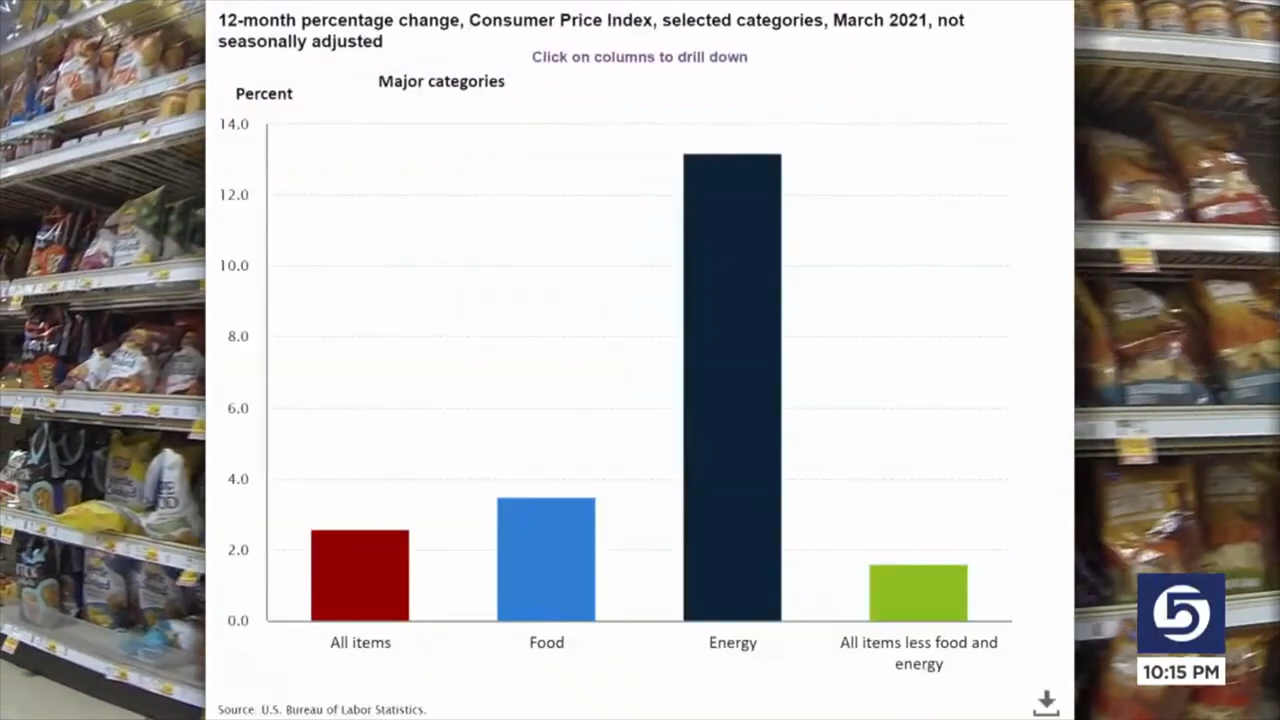 12-month percentage change, Consumer Price Index, selected categories, March 2021, not
seasonally adjusted
Click on columns to drill down
Major categories
Percent
14.0
12.0
10.0
8.0
6.0
4.0
2.0
0.0
All items
Food
Energy
All items less food and
energy
Source: U.S. Bureau of Labor Statistics.
5
10:15 PM